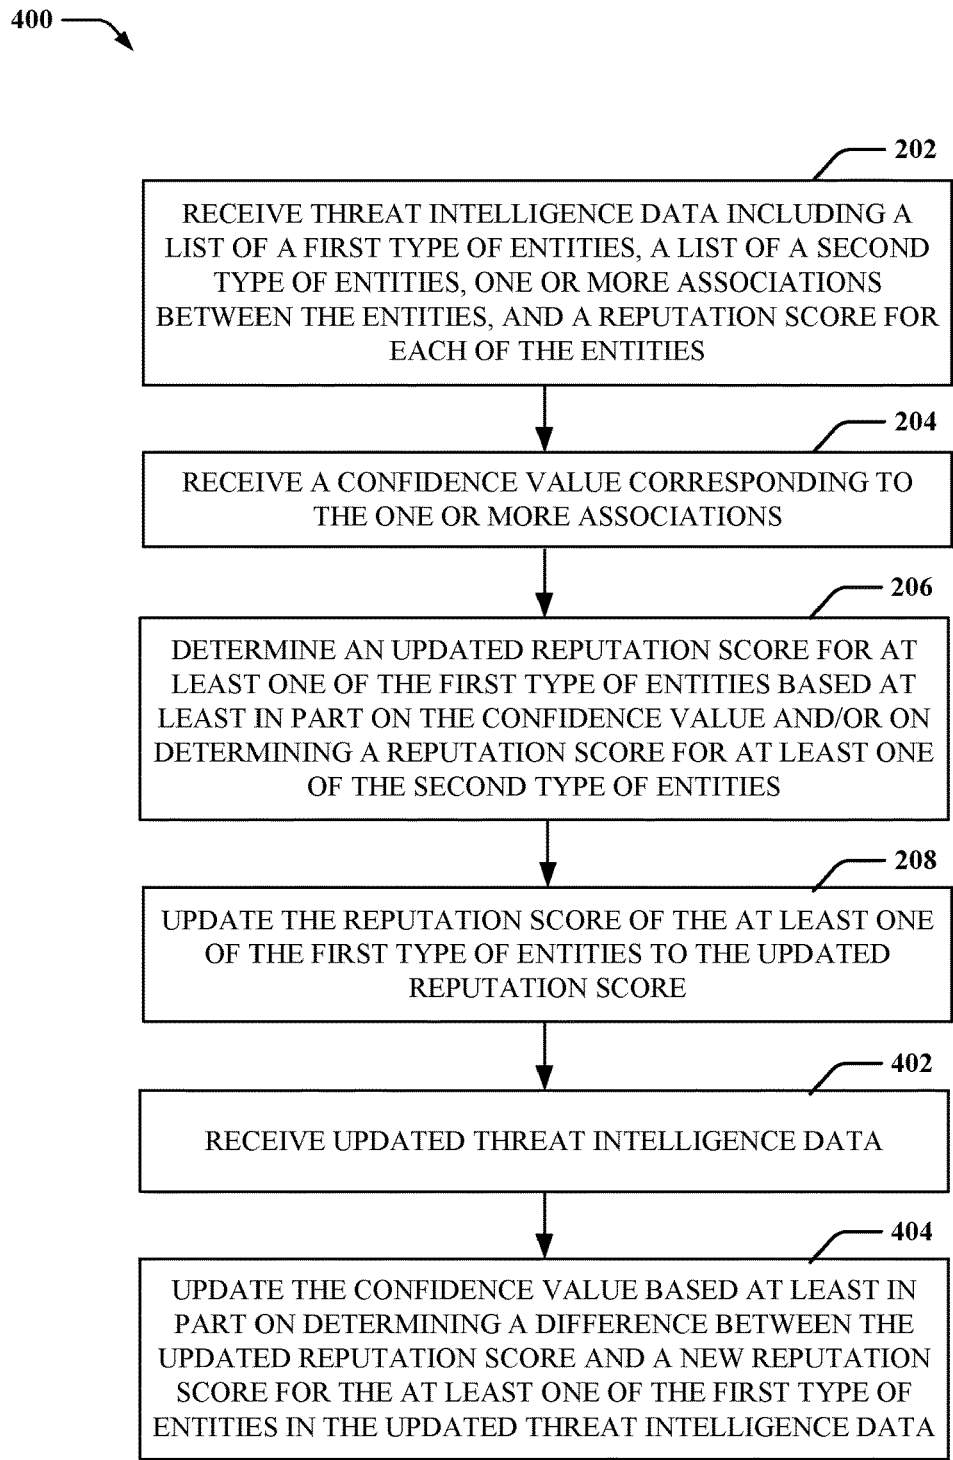 400
202
RECEIVE THREAT INTELLIGENCE DATA INCLUDING A
LIST OF A FIRST TYPE OF ENTITIES, A LIST OF A SECOND
TYPE OF ENTITIES, ONE OR MORE ASSOCIATIONS
BETWEEN THE ENTITIES, AND A REPUTATION SCORE FOR
EACH OF THE ENTITIES
204
RECEIVE A CONFIDENCE VALUE CORRESPONDING TO
THE ONE OR MORE ASSOCIATIONS
206
DETERMINE AN UPDATED REPUTATION SCORE FOR AT
LEAST ONE OF THE FIRST TYPE OF ENTITIES BASED AT
LEAST IN PART ON THE CONFIDENCE VALUE AND/OR ON
DETERMINING A REPUTATION SCORE FOR AT LEAST ONE
OF THE SECOND TYPE OF ENTITIES
208
UPDATE THE REPUTATION SCORE OF THE AT LEAST ONE
OF THE FIRST TYPE OF ENTITIES TO THE UPDATED
REPUTATION SCORE
402
RECEIVE UPDATED THREAT INTELLIGENCE DATA
404
UPDATE THE CONFIDENCE VALUE BASED AT LEAST IN
PART ON DETERMINING A DIFFERENCE BETWEEN THE
UPDATED REPUTATION SCORE AND A NEW REPUTATION
SCORE FOR THE AT LEAST ONE OF THE FIRST TYPE OF
ENTITIES IN THE UPDATED THREAT INTELLIGENCE DATA